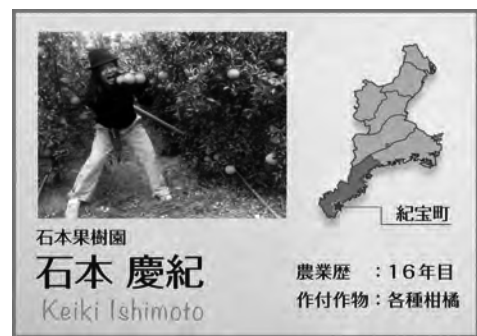 紀宝町
石本果樹園
石本 慶紀
Keiki Ishimoto
農業歴 :16年目
作付作物:各種柑橘